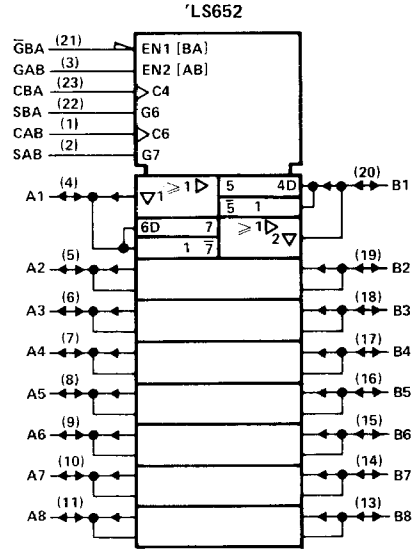 'LS652
G̅BA (21) EN1 [BA]
GAB (3) EN2 [AB]
CBA (23) C4
SBA (22) G6
CAB (1) C6
SAB (2) G7
A1 (4) ▽1 ≥1 ▷ 5 4D (20) B1
5̅ 1
6D 7 ≥1 ▷
1 7̅ 2 ▽
A2 (5) (19) B2
A3 (6) (18) B3
A4 (7) (17) B4
A5 (8) (16) B5
A6 (9) (15) B6
A7 (10) (14) B7
A8 (11) (13) B8